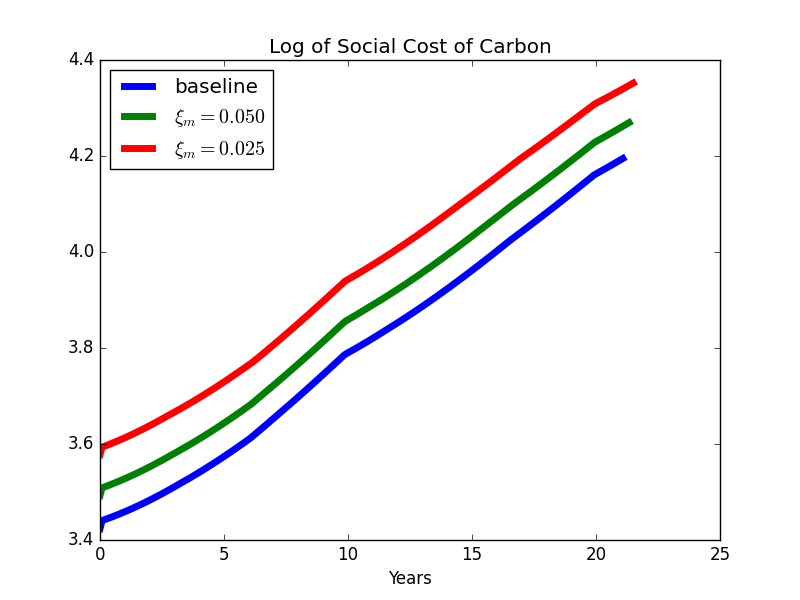 Log of Social Cost of Carbon
4.4
4.2
4.0
3.8
3.6
3.4
baseline
ξm = 0.050
ξm = 0.025
0 5 10 15 20 25
Years